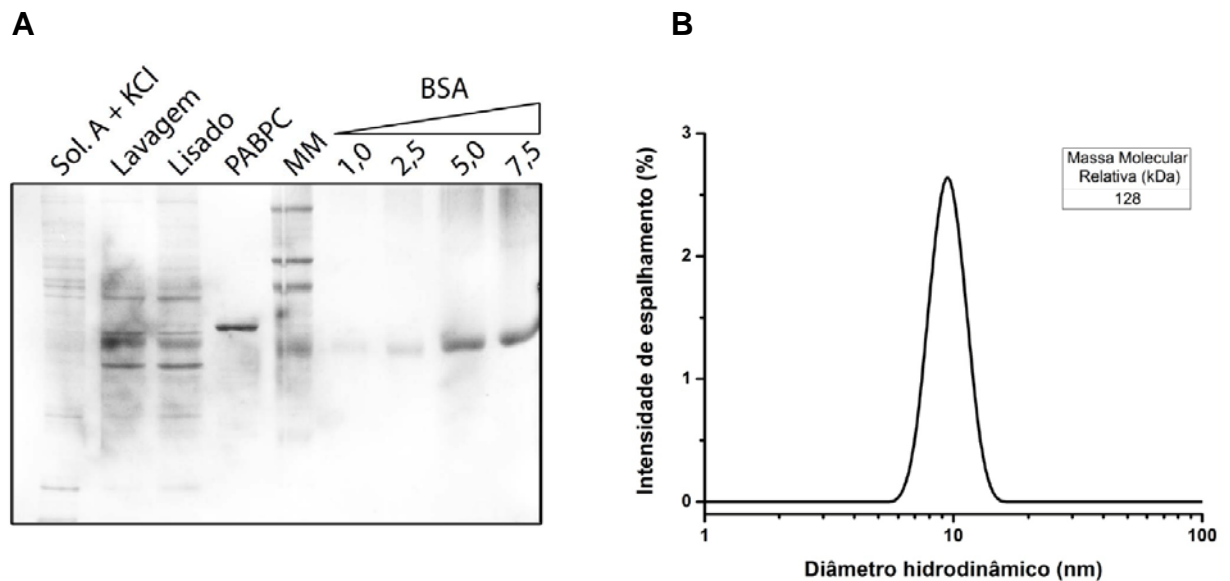 A
Sol. A + KCl
Lavagem
Lisado
PABPC
MM
BSA
1,0
2,5
5,0
7,5
B
3
2
1
0
Intensidade de espalhamento (%)
Massa Molecular
Relativa (kDa)
128
1
10
100
Diâmetro hidrodinâmico (nm)